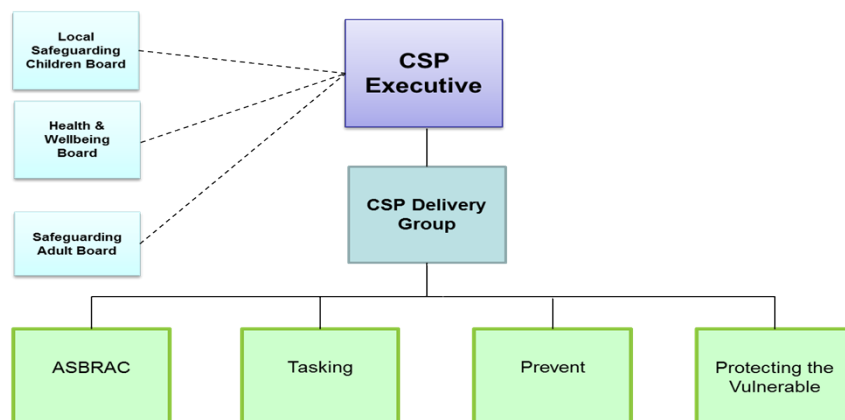 Local
Safeguarding
Children Board
CSP
Executive
Health &
Wellbeing
Board
CSP Delivery
Group
Safeguarding
Adult Board
ASBRAC
Tasking
Prevent
Protecting the
Vulnerable